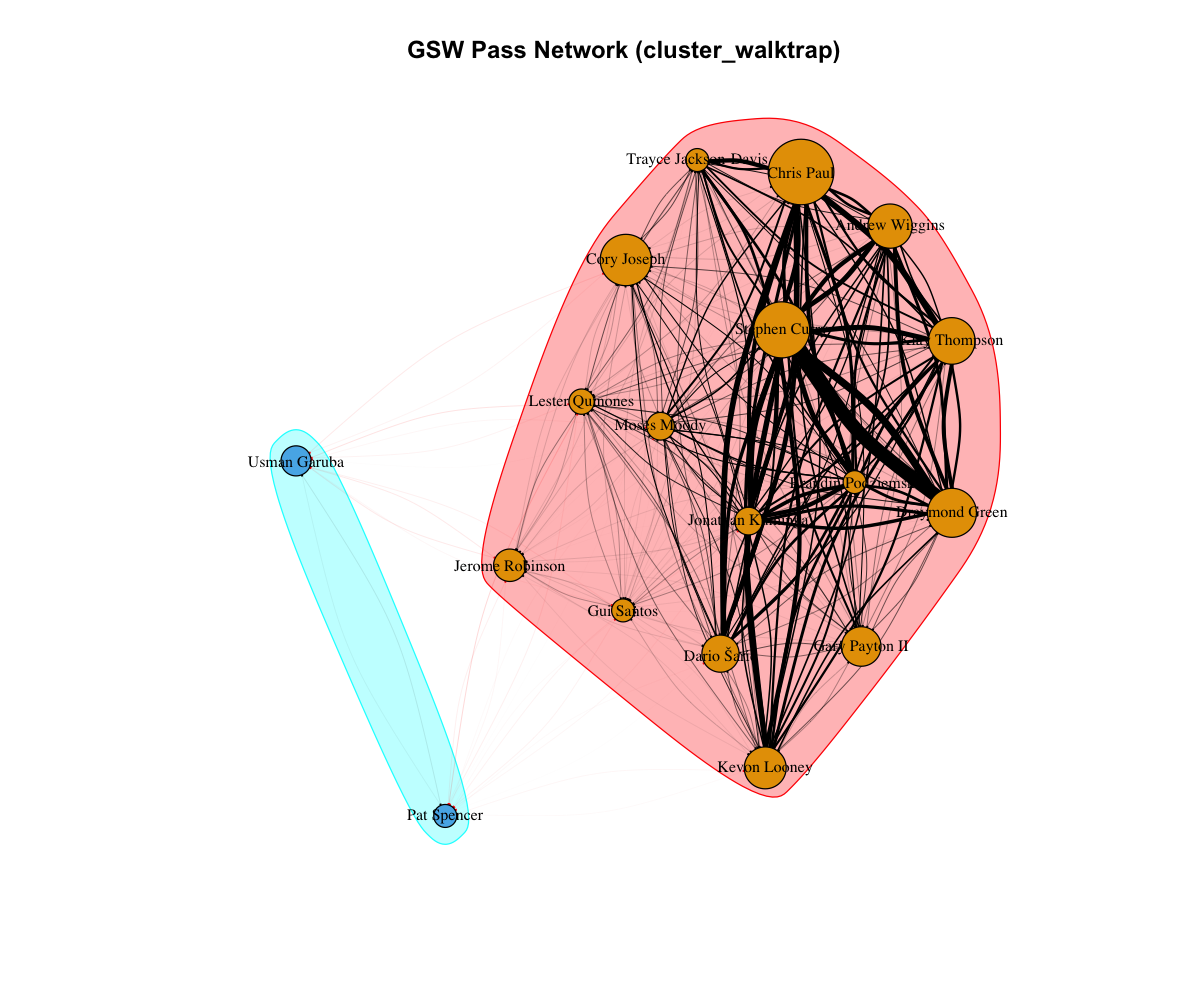 GSW Pass Network (cluster_walktrap)
Trayce Jackson-Davis
Chris Paul
Andrew Wiggins
Cory Joseph
Stephen Curry
Thompson
Lester Quinones
Moses Moody
Usman Garuba
Brandin Podziemski
Draymond Green
Jonathan Kuminga
Jerome Robinson
Gui Santos
Gary Payton II
Dario Šarić
Kevon Looney
Pat Spencer